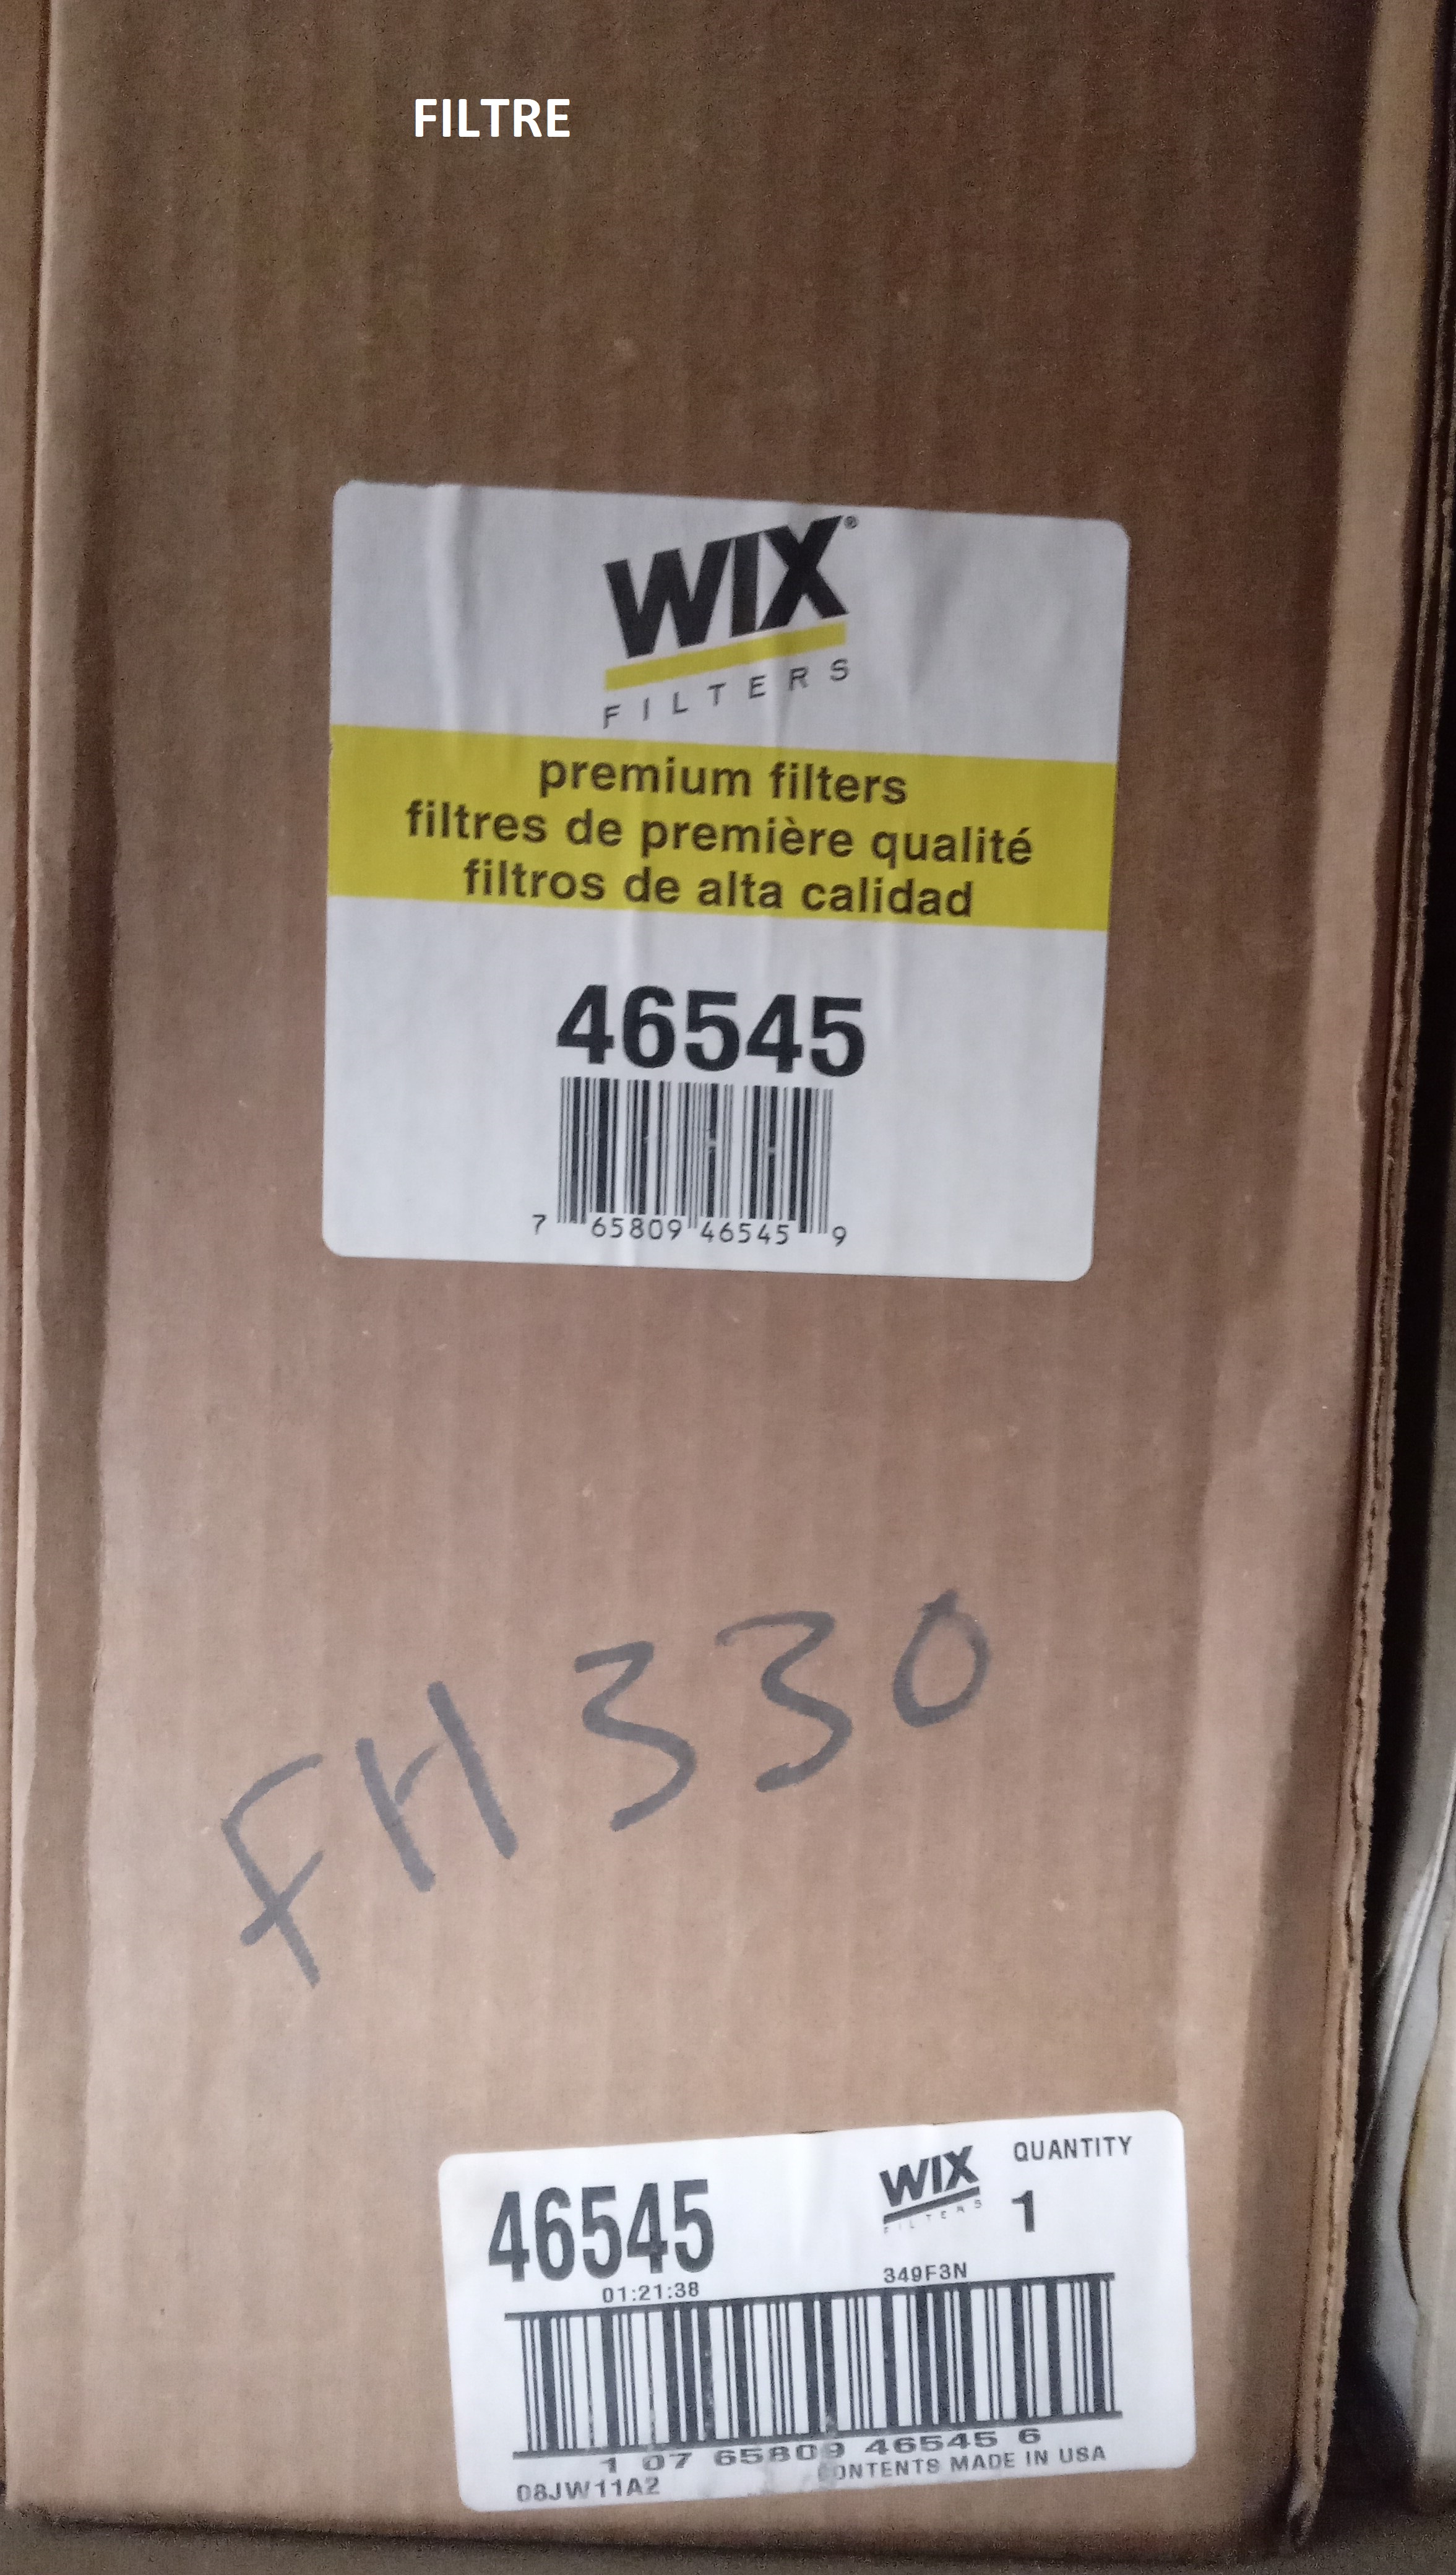 FILTRE
WIX®
FILTERS
premium filters
filtres de première qualité
filtros de alta calidad
46545
7 65809 46545 9
FH330
46545
WIX
FILTERS
QUANTITY
1
01:21:38
349F3N
1 07 65809 46545 6
08JW11A2
CONTENTS MADE IN USA